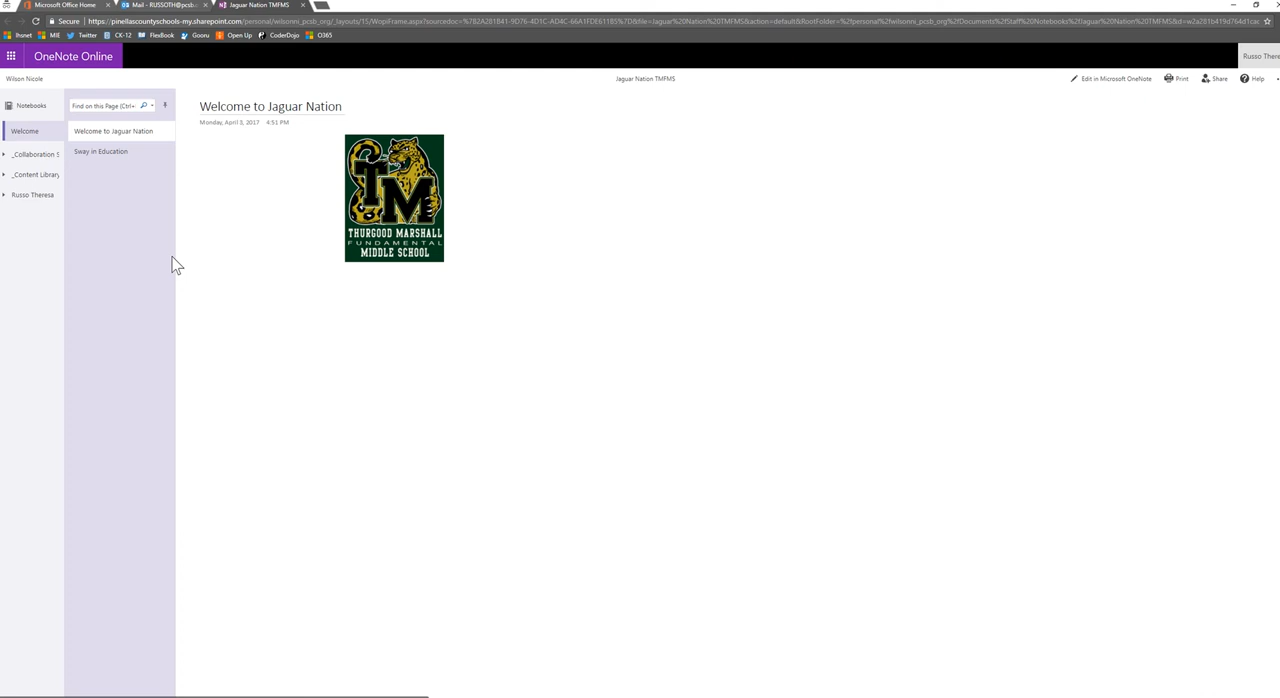 Microsoft Office Home
Mail - RUSSOTH@pcsb.o
Jaguar Nation TMFMS
Secure
https://pinellascountyschools-my.sharepoint.com/personal/wilsonni_pcsb_org/_layouts/15/WopiFrame.aspx?sourcedoc=%7B2A281B41-9D76-4D1C-AD4C-66A1FDE611B5%7D&file=Jaguar%20Nation%20TMFMS&action=default&RootFolder=%2fpersonal%2fwilsonni_pcsb_org%2fDocuments%2fStaff%20Notebooks%2fJaguar%20Nation%20TMFMS&d=w2a281b419d764d1cad
lhsnet
MIE
Twitter
CK-12
FlexBook
Gooru
Open Up
CoderDojo
O365
OneNote Online
Russo There
Wilson Nicole
Jaguar Nation TMFMS
Edit in Microsoft OneNote
Print
Share
Help
Notebooks
Find on this Page (Ctrl+
Welcome to Jaguar Nation
Monday, April 3, 2017 4:51 PM
Welcome
Welcome to Jaguar Nation
_Collaboration S
Sway in Education
_Content Library
Russo Theresa
TM
THURGOOD MARSHALL
FUNDAMENTAL
MIDDLE SCHOOL